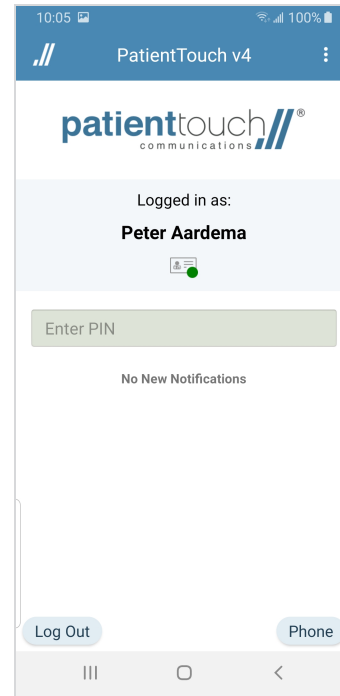 10:05 100%
PatientTouch v4
patienttouch®
communications
Logged in as:
Peter Aardema
Enter PIN
No New Notifications
Log Out Phone